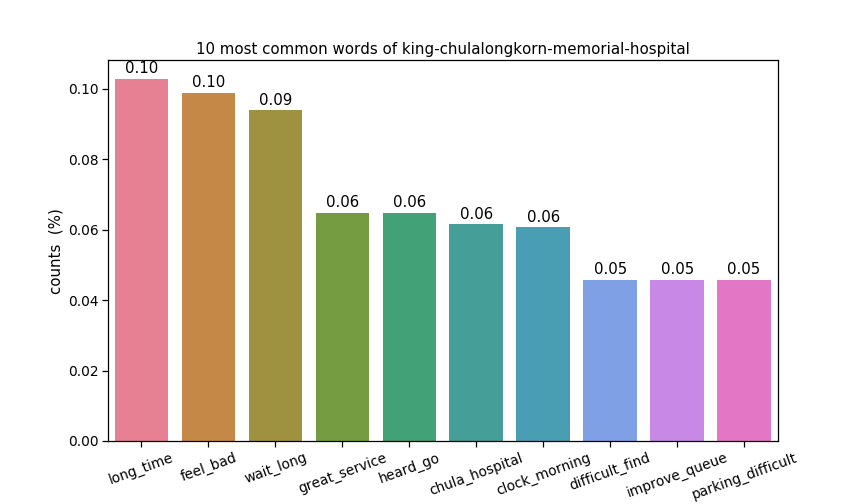 10 most common words of king-chulalongkorn-memorial-hospital
counts (%)
0.10
0.08
0.06
0.04
0.02
0.00
0.10
0.10
0.09
0.06
0.06
0.06
0.06
0.05
0.05
0.05
long_time
feel_bad
wait_long
great_service
heard_go
chula_hospital
clock_morning
difficult_find
improve_queue
parking_difficult